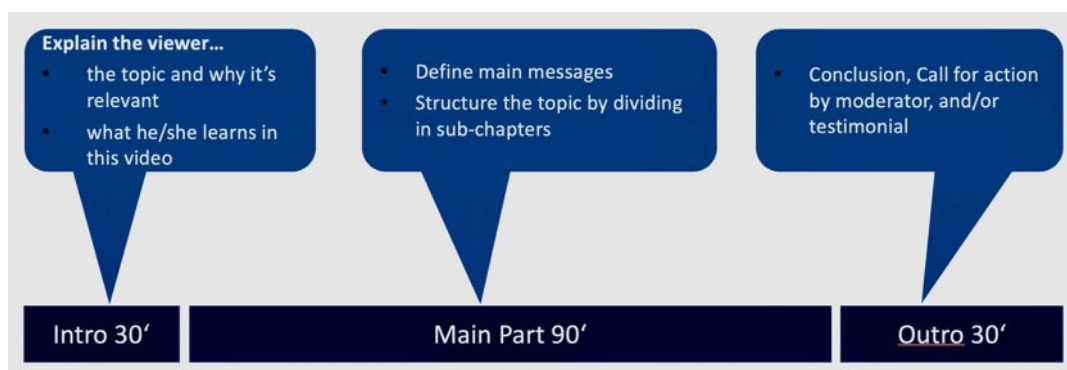 Explain the viewer…
• the topic and why it's
relevant
• what he/she learns in
this video
• Define main messages
• Structure the topic by dividing
in sub-chapters
• Conclusion, Call for action
by moderator, and/or
testimonial
Intro 30‘
Main Part 90‘
Outro 30‘